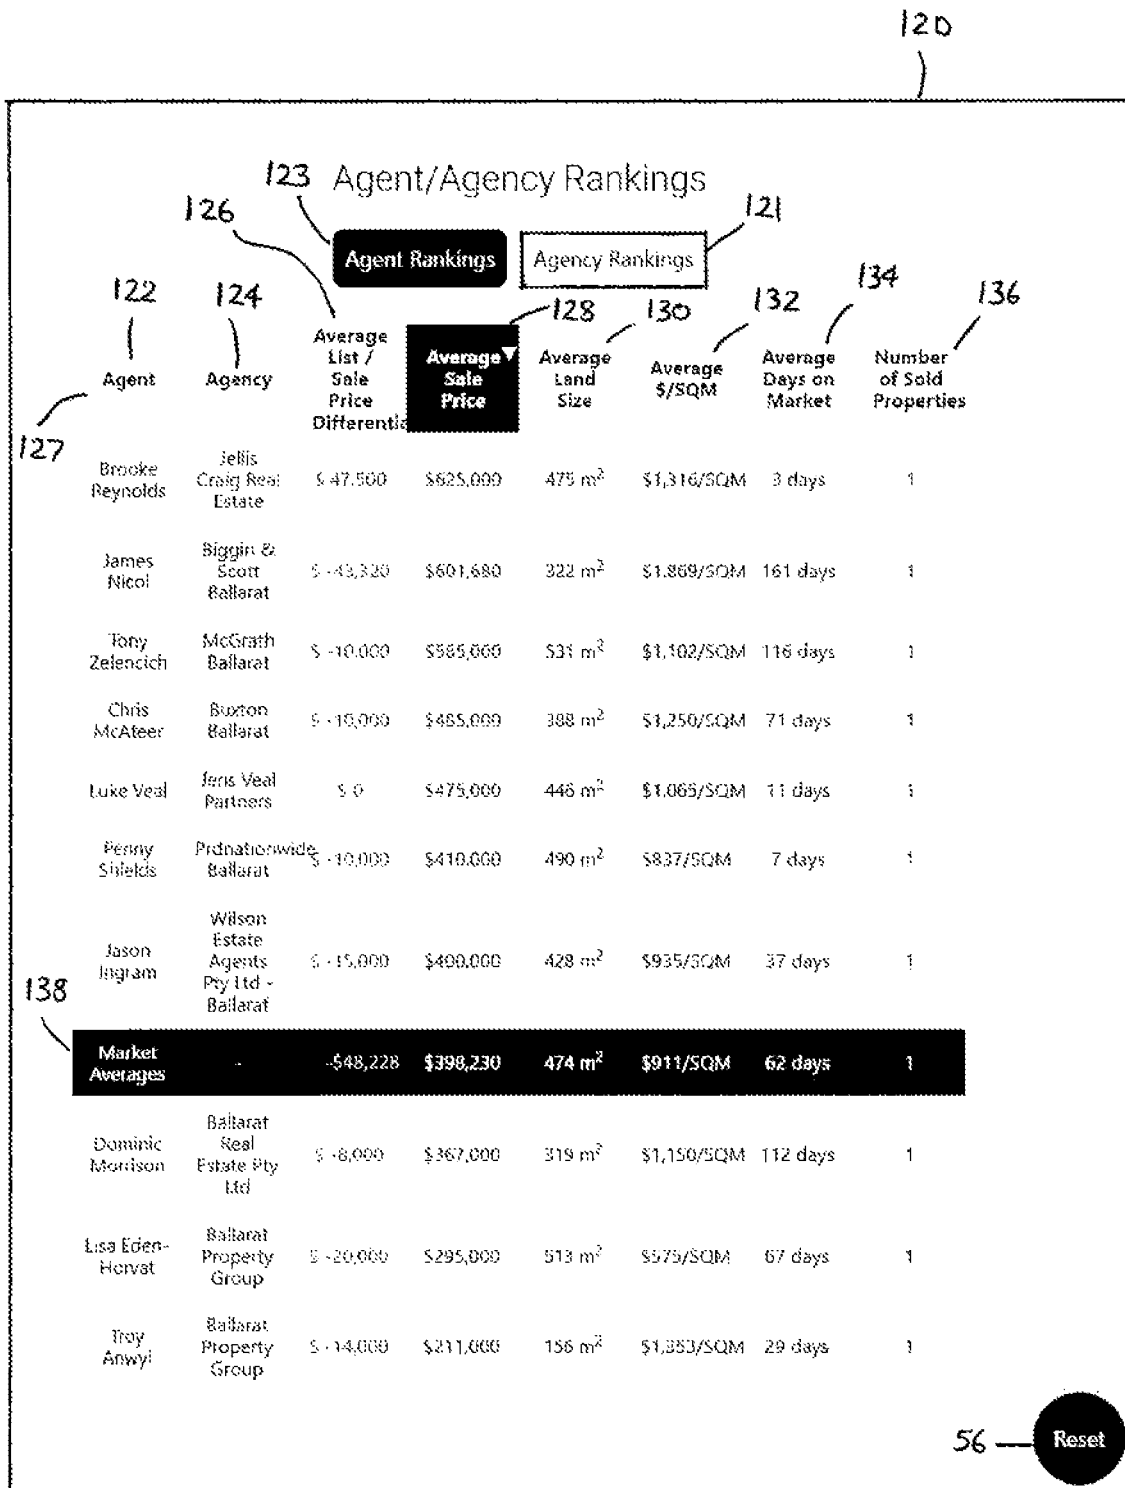 120
123 Agent/Agency Rankings
126 121
Agent Rankings Agency Rankings
122 124 128 130 132 134 136
Agent Agency Average List / Sale Price Differentia Average Sale Price Average Land Size Average $/SQM Average Days on Market Number of Sold Properties
127
Brooke Reynolds Jellis Craig Real Estate $ 47,500 $625,000 475 m² $1,316/SQM 3 days 1
James Nicol Biggin & Scott Ballarat $ -43,320 $601,680 322 m² $1,869/SQM 161 days 1
Tony Zelencich McGrath Ballarat $ -10,000 $585,000 531 m² $1,102/SQM 116 days 1
Chris McAteer Buxton Ballarat $ -10,000 $485,000 388 m² $1,250/SQM 71 days 1
Luke Veal Jens Veal Partners $ 0 $475,000 446 m² $1,065/SQM 11 days 1
Penny Shields Prdnationwide Ballarat $ -10,000 $410,000 490 m² $837/SQM 7 days 1
Jason Ingram Wilson Estate Agents Pty Ltd - Ballarat $ -15,000 $400,000 428 m² $935/SQM 37 days 1
138
Market Averages - -$48,228 $398,230 474 m² $911/SQM 62 days 1
Dominic Morrison Ballarat Real Estate Pty Ltd $ -8,000 $367,000 319 m² $1,150/SQM 112 days 1
Lisa Eden-Horvat Ballarat Property Group $ -20,000 $295,000 513 m² $575/SQM 67 days 1
Troy Anwyl Ballarat Property Group $ -14,000 $211,000 156 m² $1,353/SQM 29 days 1
56 Reset